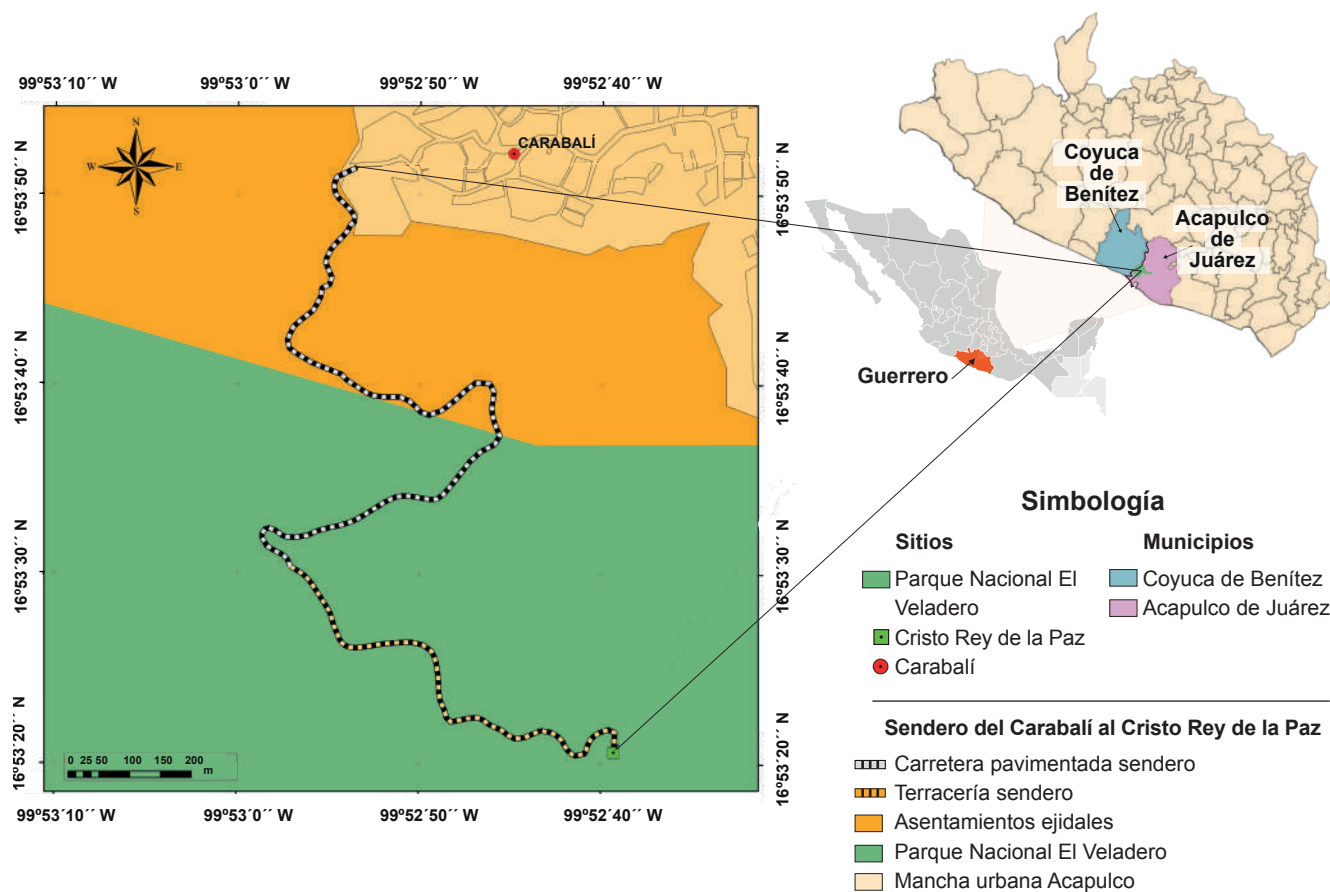 99º53´10´´ W
99º53´0´´ W
99º52´50´´ W
99º52´40´´ W
16º53´50´´ N
16º53´40´´ N
16º53´30´´ N
16º53´20´´ N
N
W
E
S
CARABALÍ
0 25 50 100 150 200
m
16º53´50´´ N
16º53´40´´ N
16º53´30´´ N
16º53´20´´ N
99º53´10´´ W
99º53´0´´ W
99º52´50´´ W
99º52´40´´ W
Coyuca
de
Benítez
Acapulco
de
Juárez
Guerrero
Simbología
Sitios
Parque Nacional El
Veladero
Cristo Rey de la Paz
Carabalí
Municipios
Coyuca de Benítez
Acapulco de Juárez
Sendero del Carabalí al Cristo Rey de la Paz
Carretera pavimentada sendero
Terracería sendero
Asentamientos ejidales
Parque Nacional El Veladero
Mancha urbana Acapulco